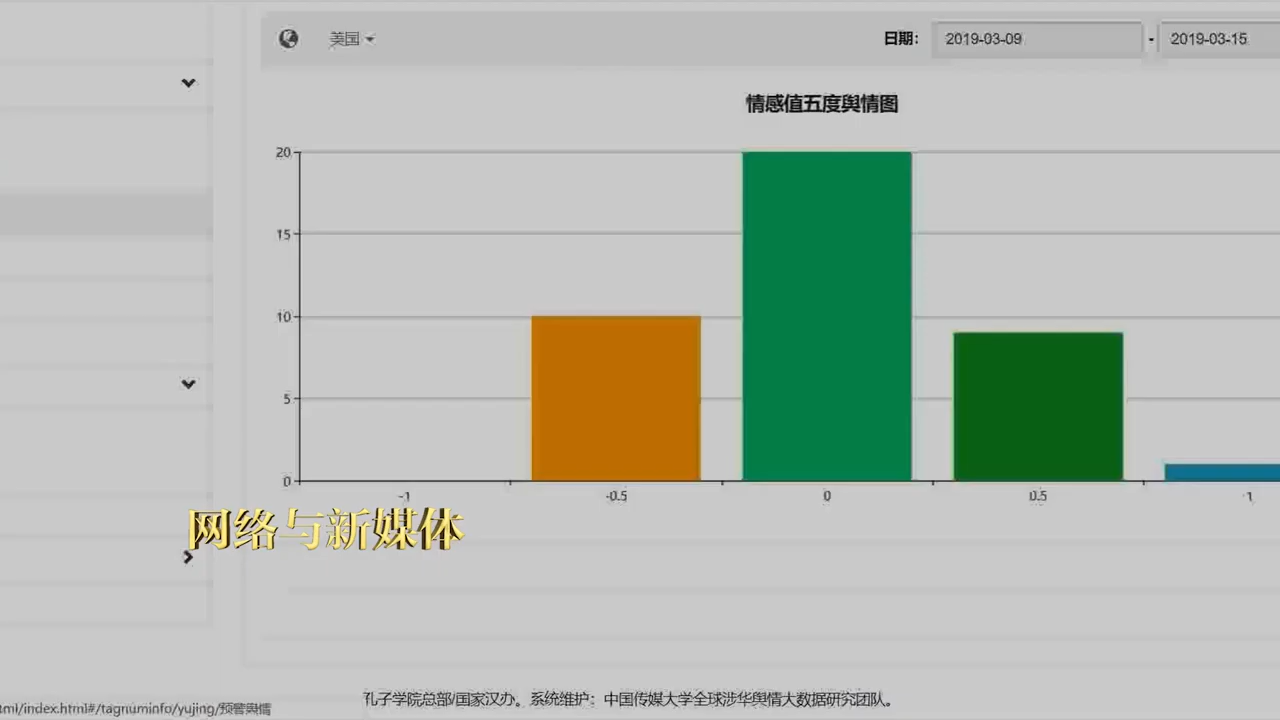 美国
日期: 2019-03-09 - 2019-03-15
情感值五度舆情图
20
15
10
5
0
-1 -0.5 0 0.5 1
网络与新媒体
孔子学院总部/国家汉办。系统维护：中国传媒大学全球涉华舆情大数据研究团队。
tml/index.html#/tagnuminfo/yujing/预警舆情